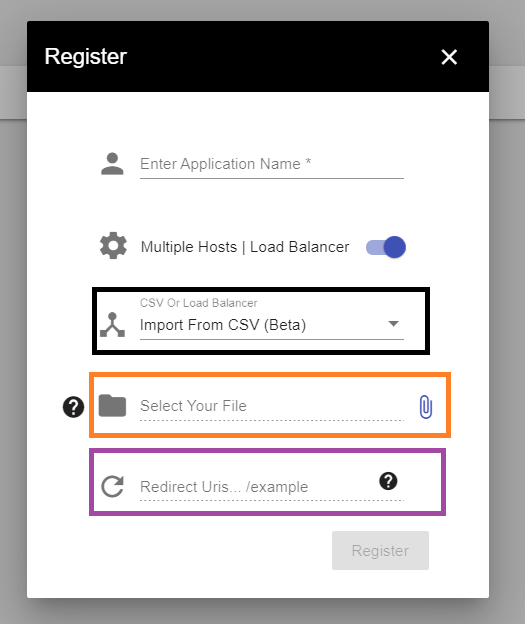 Register
Enter Application Name *
Multiple Hosts | Load Balancer
CSV Or Load Balancer
Import From CSV (Beta)
Select Your File
Redirect Uris... /example
Register